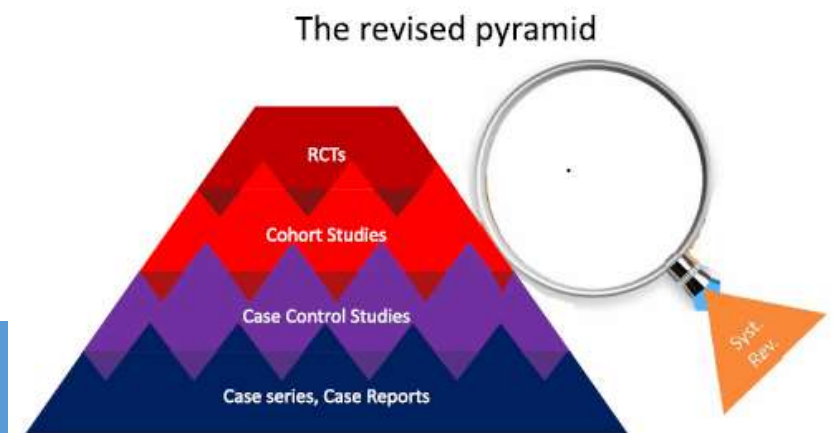 The revised pyramid
RCTs
Cohort Studies
Case Control Studies
Case series, Case Reports
Syst.
Rev.